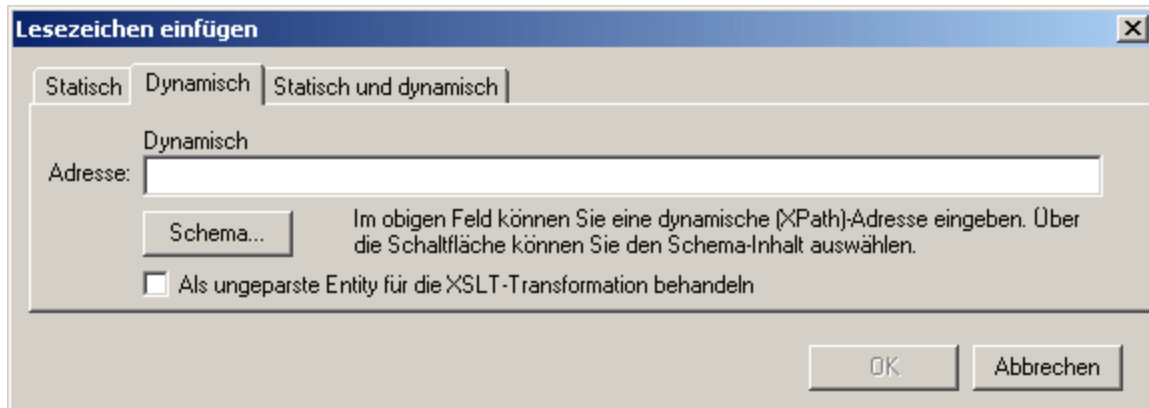 Lesezeichen einfügen
Statisch
Dynamisch
Statisch und dynamisch
Dynamisch
Adresse:
Schema...
Im obigen Feld können Sie eine dynamische (XPath)-Adresse eingeben. Über
die Schaltfläche können Sie den Schema-Inhalt auswählen.
Als ungeparste Entity für die XSLT-Transformation behandeln
OK
Abbrechen